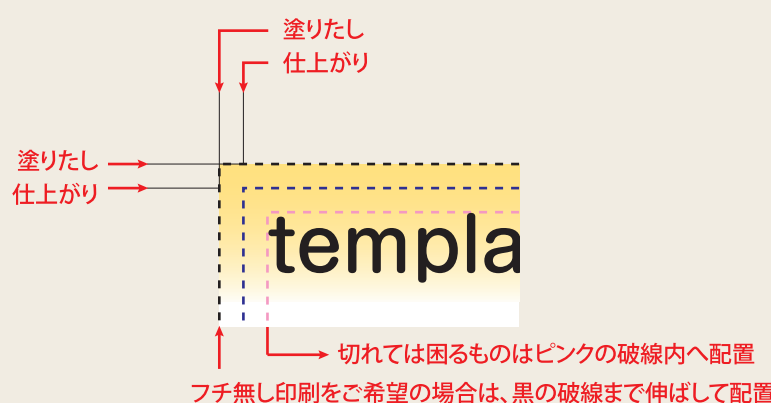 塗りたし
仕上がり
塗りたし
仕上がり
templa
切れては困るものはピンクの破線内へ配置
フチ無し印刷をご希望の場合は、黒の破線まで伸ばして配置